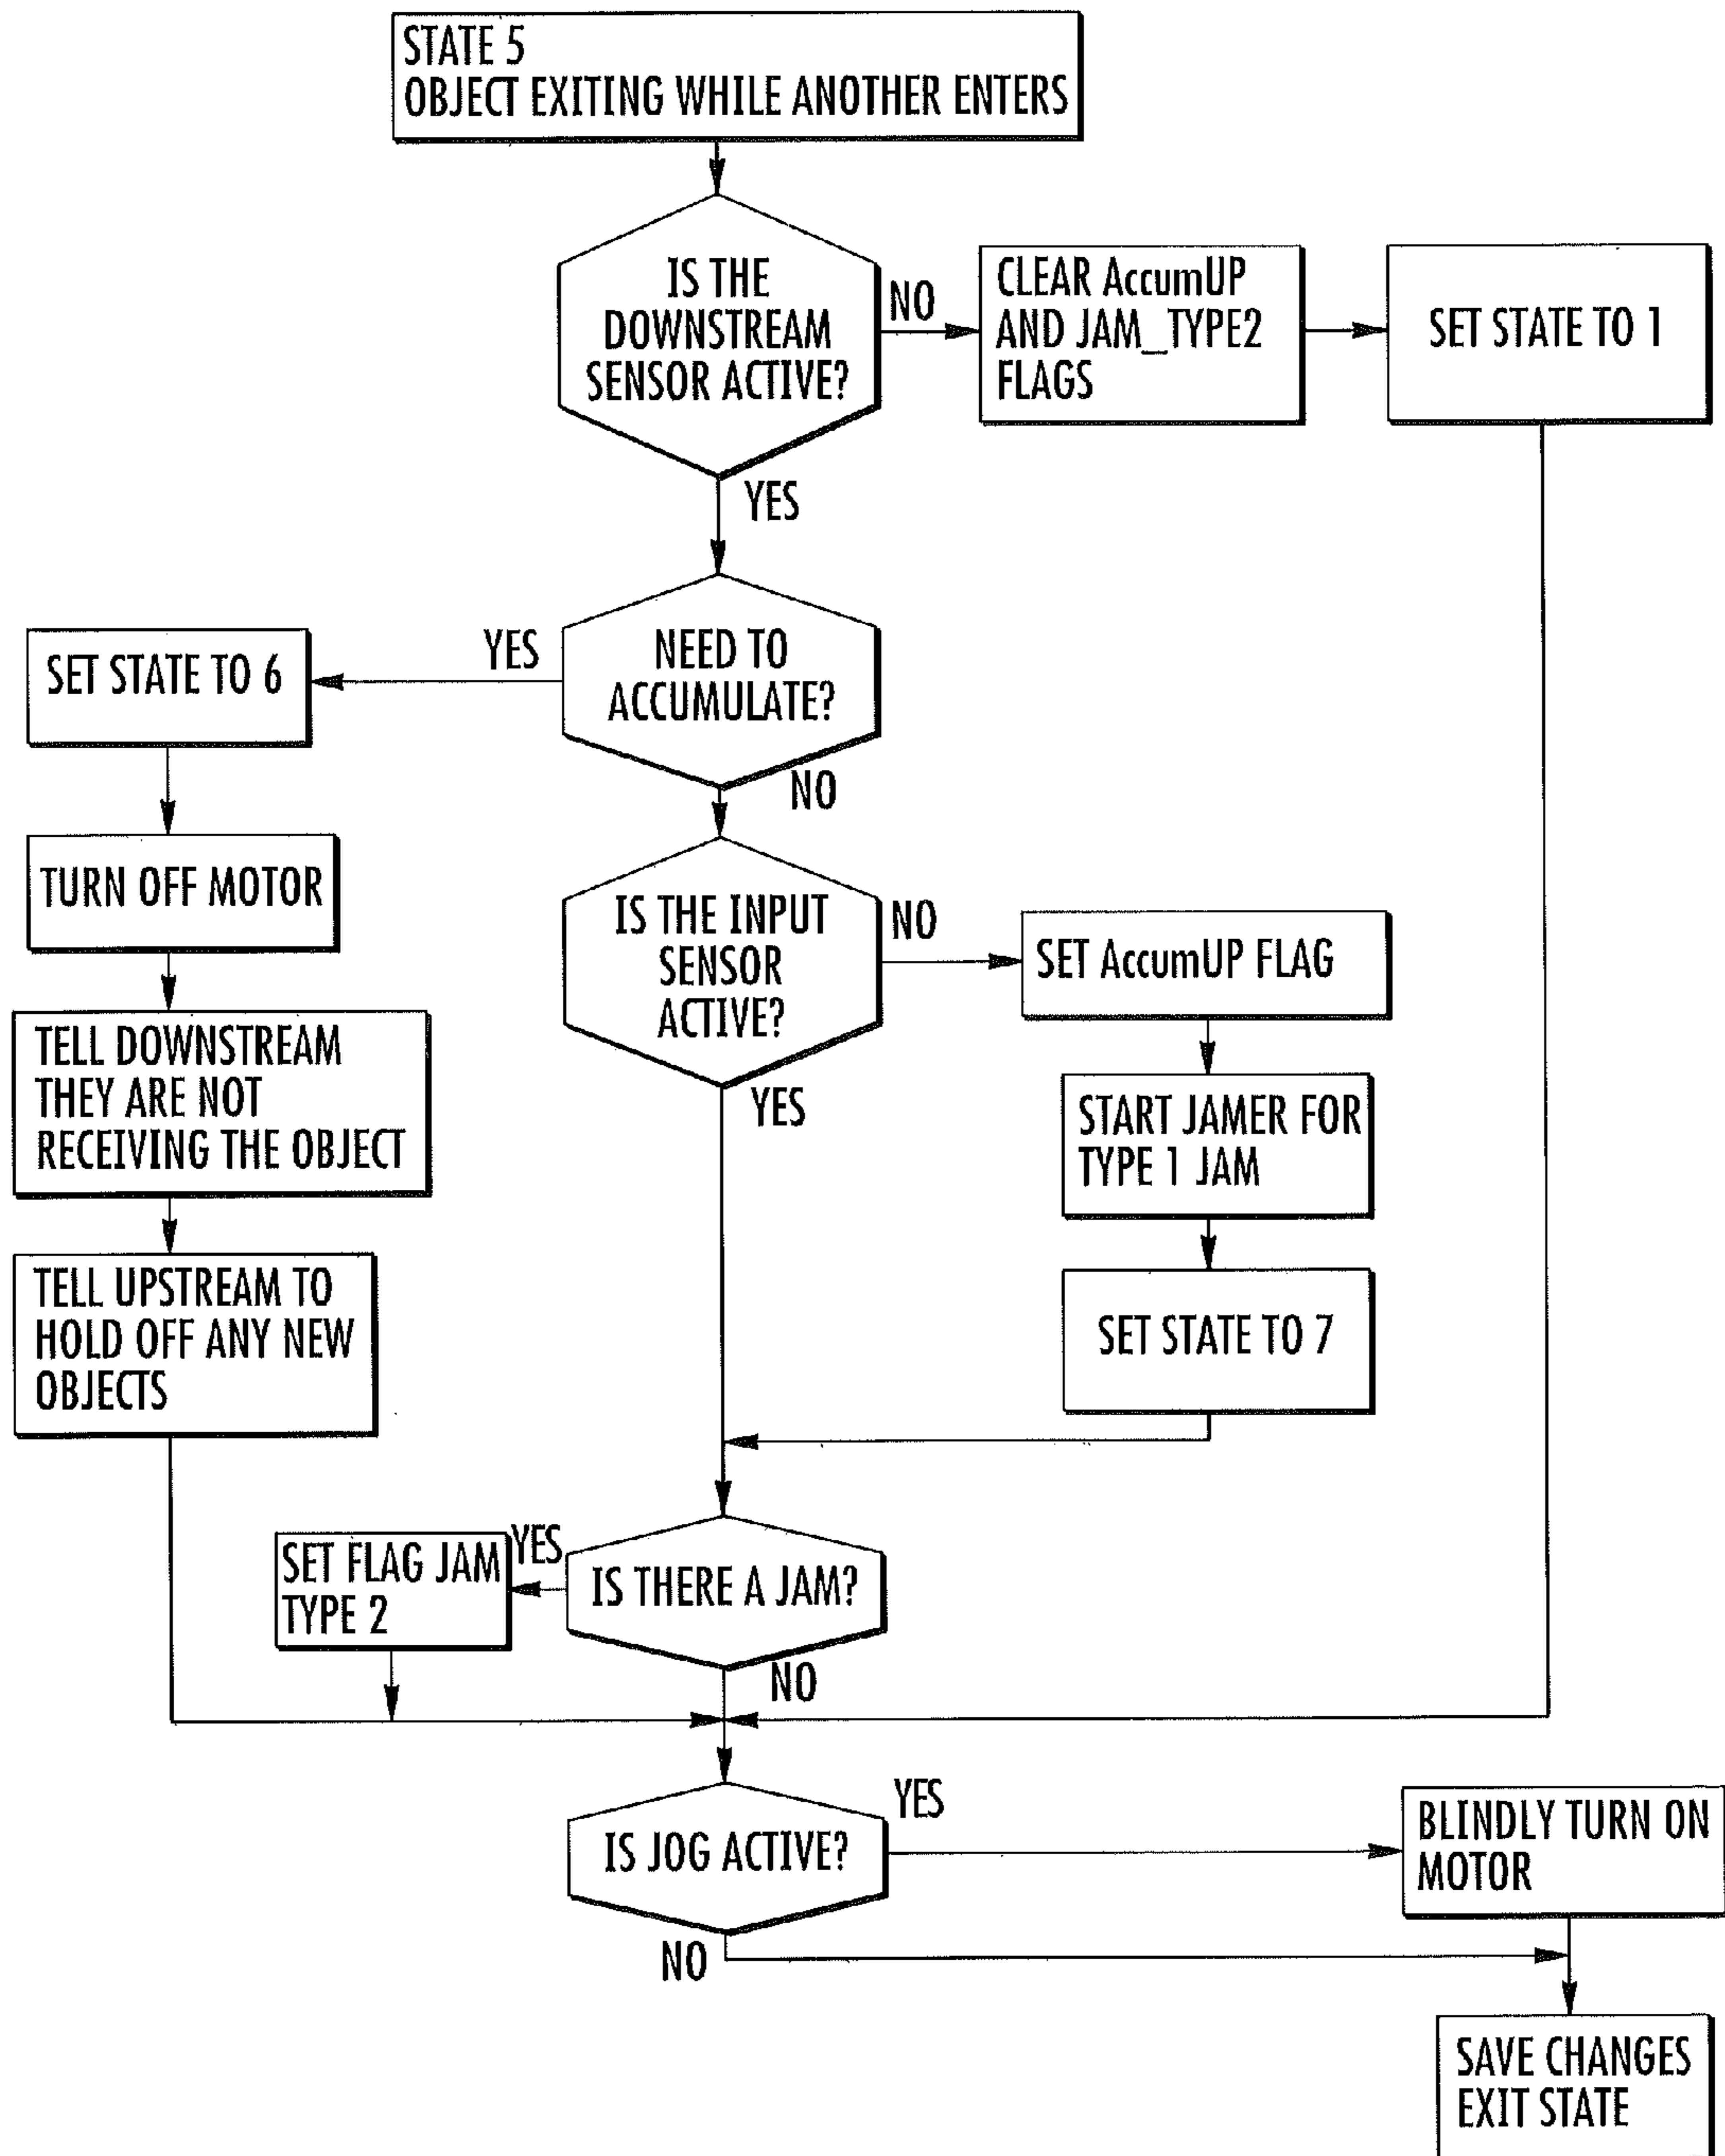 STATE 5
OBJECT EXITING WHILE ANOTHER ENTERS
IS THE
DOWNSTREAM
SENSOR ACTIVE?
NO
CLEAR AccumUP
AND JAM_TYPE2
FLAGS
SET STATE TO 1
YES
NEED TO
ACCUMULATE?
YES
SET STATE TO 6
NO
TURN OFF MOTOR
IS THE INPUT
SENSOR
ACTIVE?
NO
SET AccumUP FLAG
TELL DOWNSTREAM
THEY ARE NOT
RECEIVING THE OBJECT
YES
START JAMER FOR
TYPE 1 JAM
TELL UPSTREAM TO
HOLD OFF ANY NEW
OBJECTS
SET STATE TO 7
IS THERE A JAM?
YES
SET FLAG JAM
TYPE 2
NO
IS JOG ACTIVE?
YES
BLINDLY TURN ON
MOTOR
NO
SAVE CHANGES
EXIT STATE